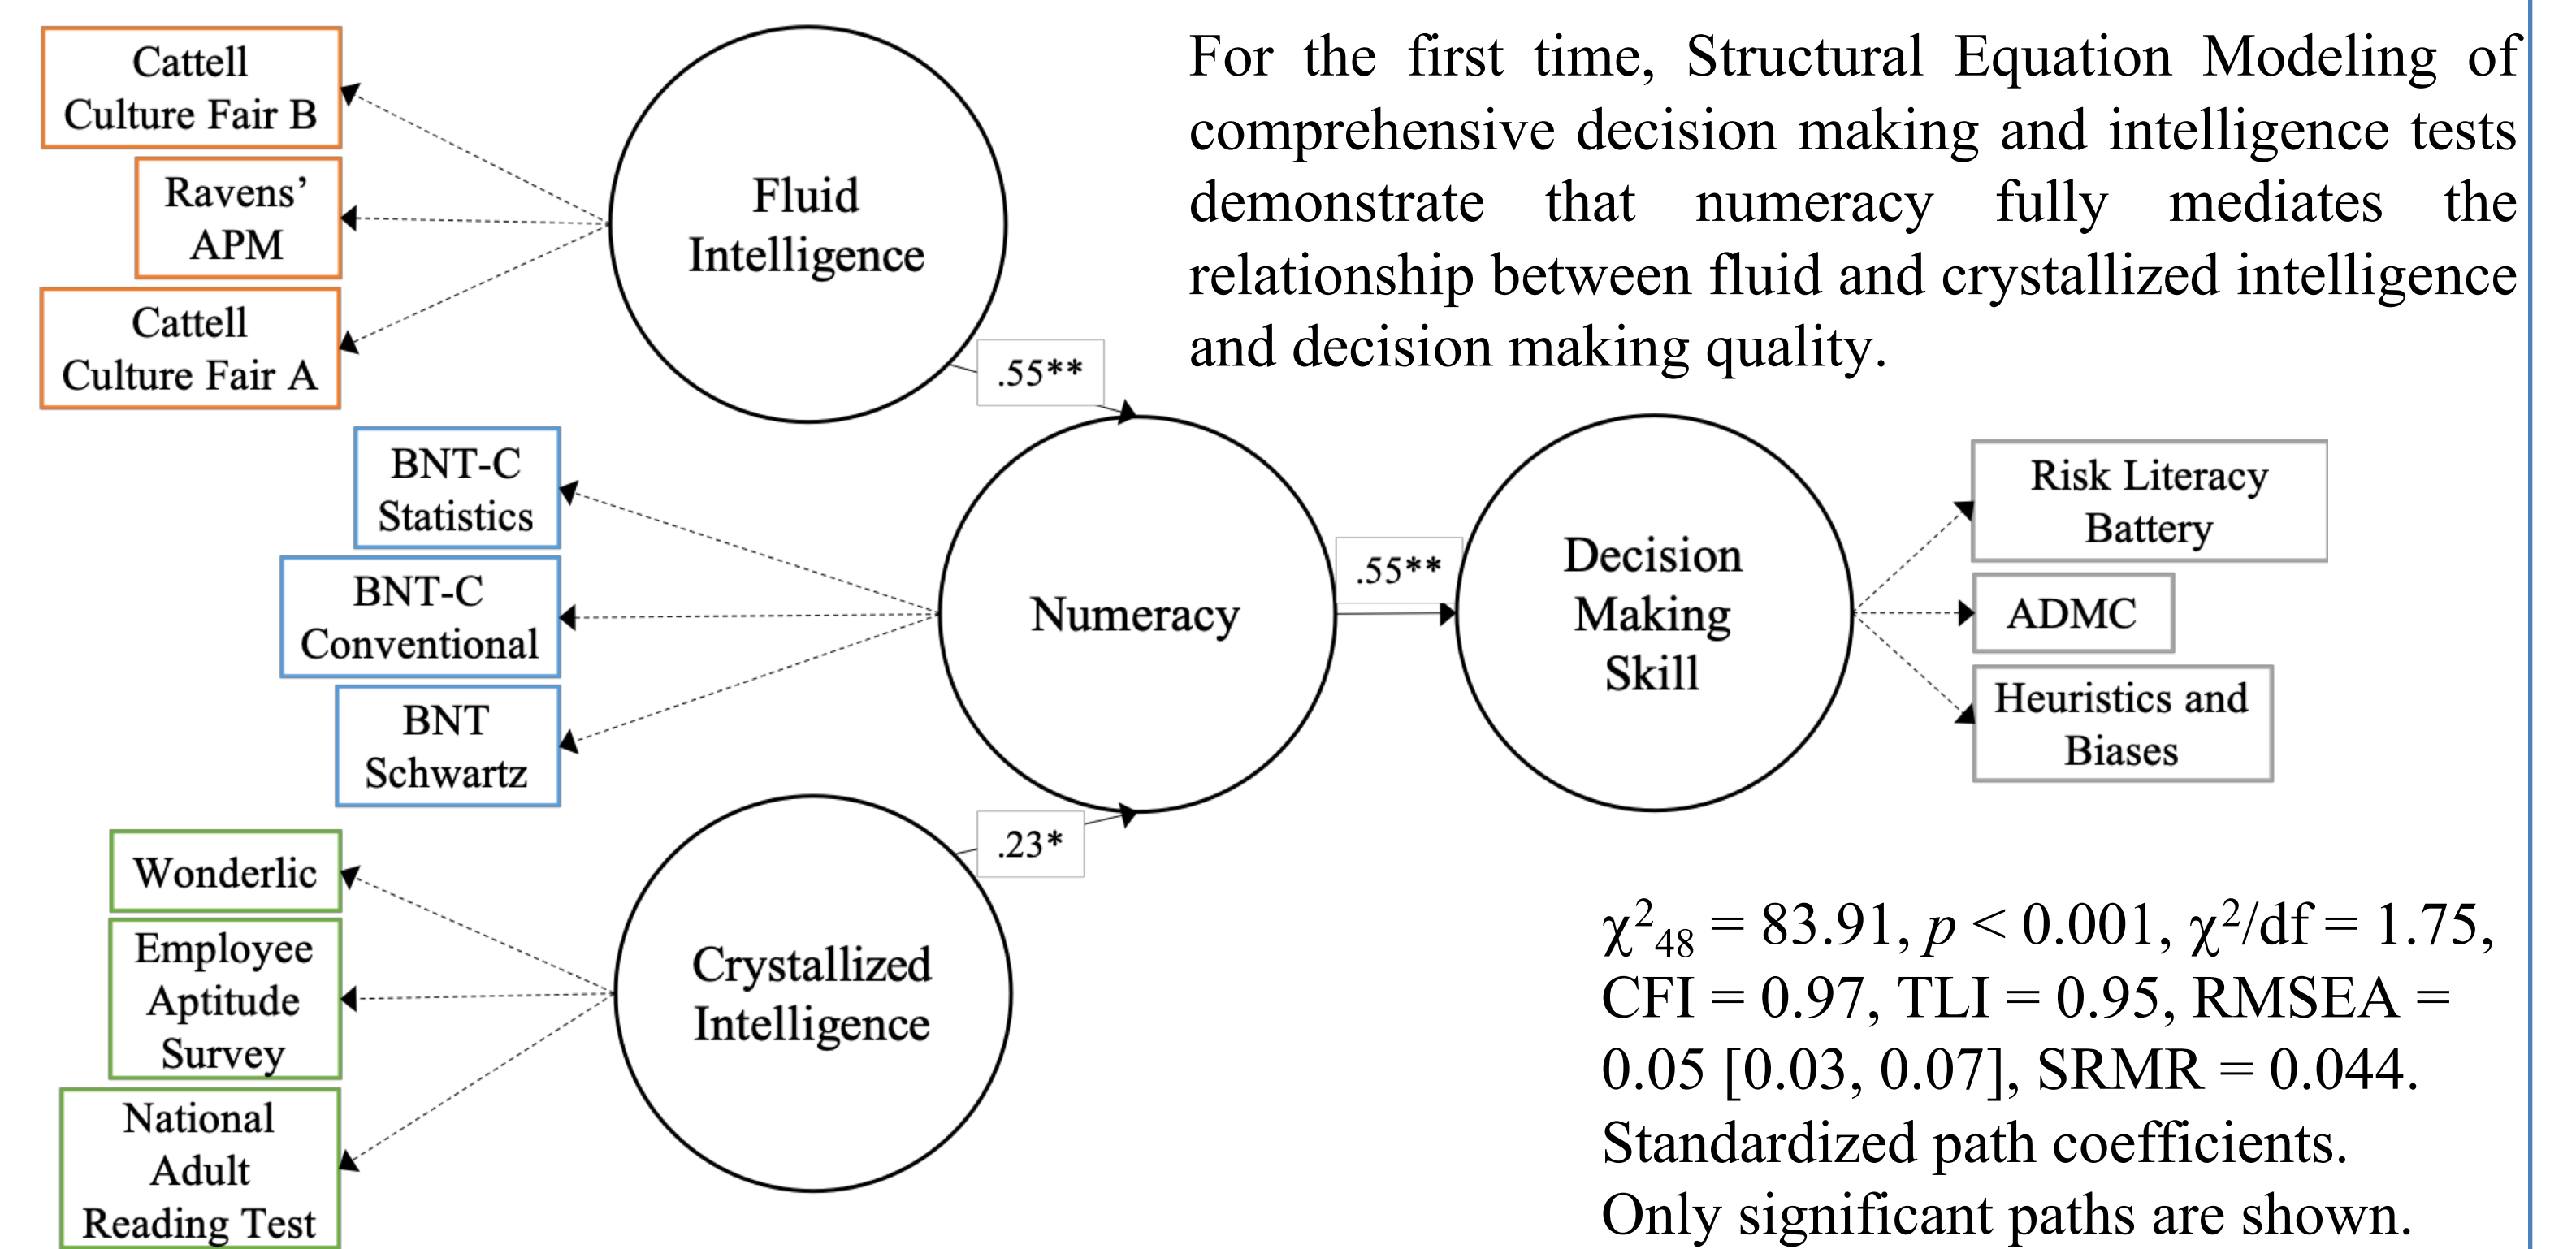 Cattell
Culture Fair B
Ravens’
APM
Cattell
Culture Fair A
Fluid
Intelligence
For the first time, Structural Equation Modeling of
comprehensive decision making and intelligence tests
demonstrate that numeracy fully mediates the
relationship between fluid and crystallized intelligence
and decision making quality.
.55**
BNT-C
Statistics
BNT-C
Conventional
BNT
Schwartz
Numeracy
.55**
Decision
Making
Skill
Risk Literacy
Battery
ADMC
Heuristics and
Biases
.23*
Wonderlic
Employee
Aptitude
Survey
National
Adult
Reading Test
Crystallized
Intelligence
χ²₄₈ = 83.91, p < 0.001, χ²/df = 1.75,
CFI = 0.97, TLI = 0.95, RMSEA =
0.05 [0.03, 0.07], SRMR = 0.044.
Standardized path coefficients.
Only significant paths are shown.